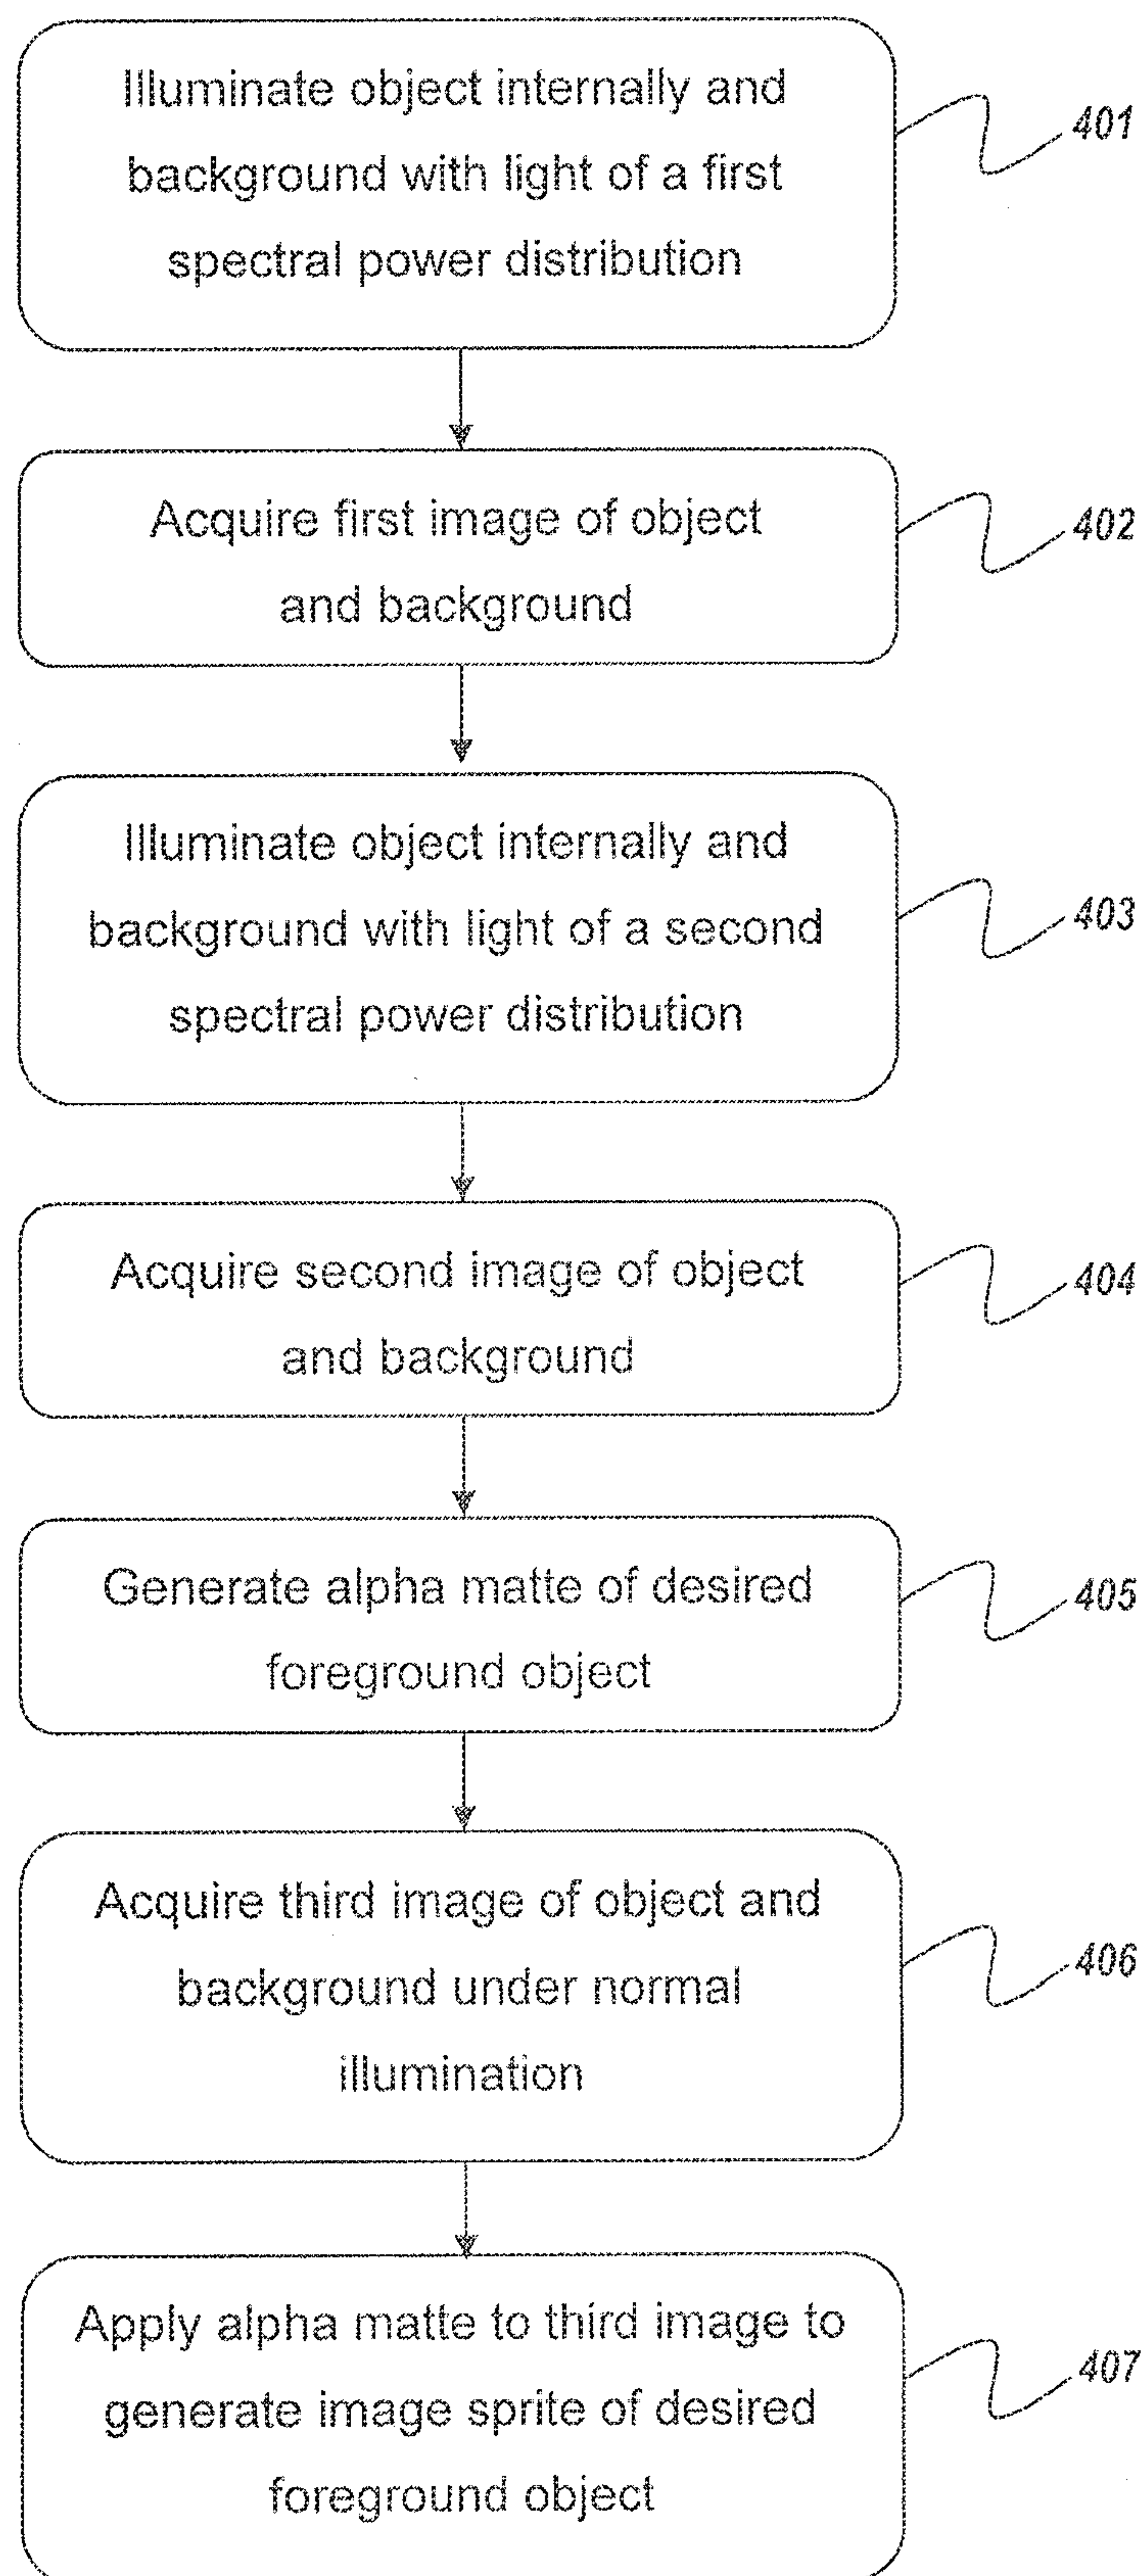 Illuminate object internally and
background with light of a first
spectral power distribution
401
Acquire first image of object
and background
402
Illuminate object internally and
background with light of a second
spectral power distribution
403
Acquire second image of object
and background
404
Generate alpha matte of desired
foreground object
405
Acquire third image of object and
background under normal
illumination
406
Apply alpha matte to third image to
generate image sprite of desired
foreground object
407